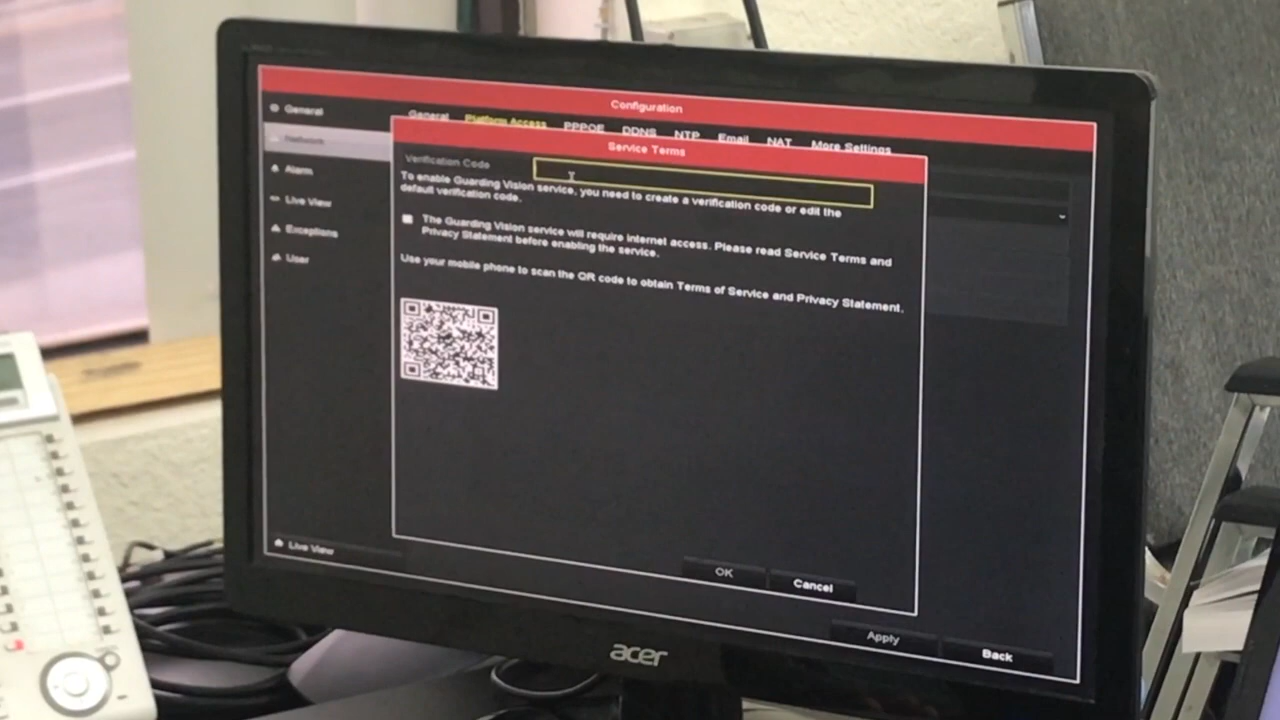 Configuration
General
Network
Alarm
Live View
Exceptions
User
Live View
General Platform Access PPPOE DDNS NTP Email NAT More Settings
Service Terms
Verification Code
To enable Guarding Vision service, you need to create a verification code or edit the
default verification code.
The Guarding Vision service will require internet access. Please read Service Terms and
Privacy Statement before enabling the service.
Use your mobile phone to scan the QR code to obtain Terms of Service and Privacy Statement.
OK Cancel
Apply Back
acer